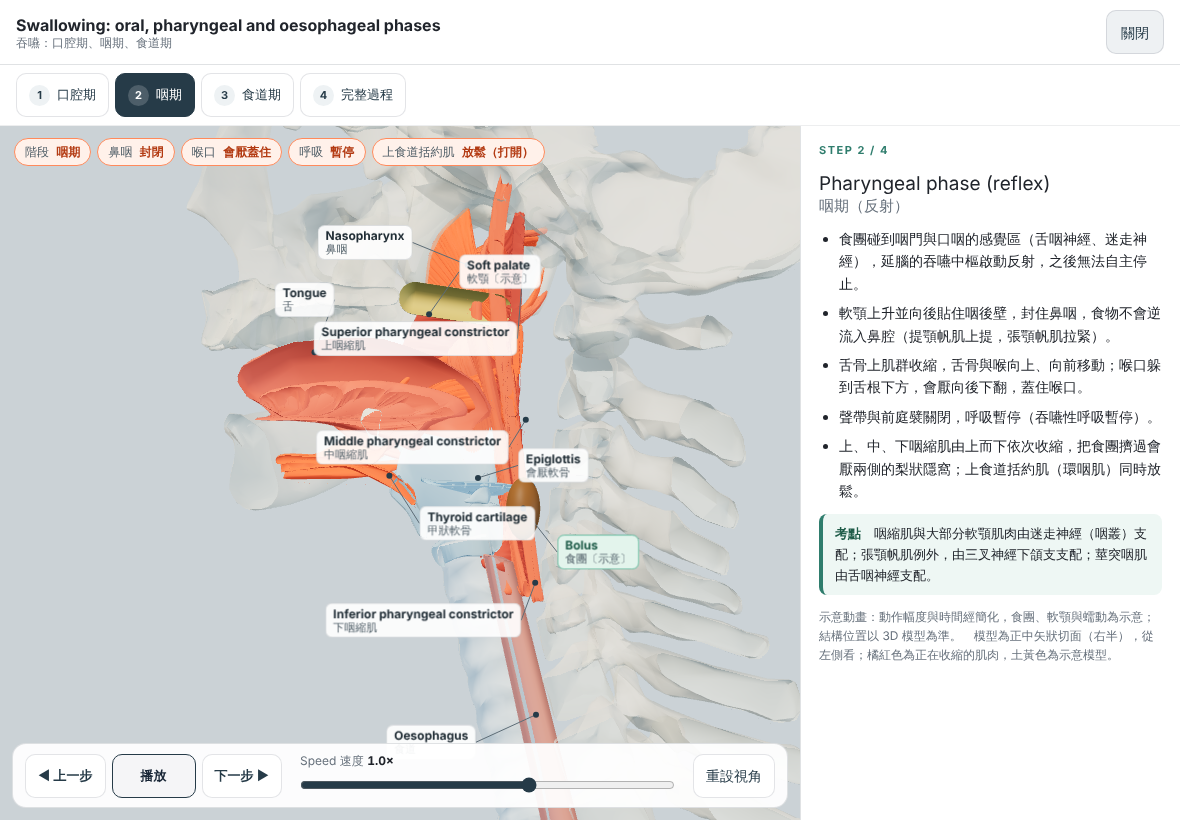 Swallowing: oral, pharyngeal and oesophageal phases
吞嚥：口腔期、咽期、食道期
關閉
1 口腔期
2 咽期
3 食道期
4 完整過程
階段 咽期
鼻咽 封閉
喉口 會厭蓋住
呼吸 暫停
上食道括約肌 放鬆（打開）
Nasopharynx
鼻咽
Soft palate
軟顎〔示意〕
Tongue
舌
Superior pharyngeal constrictor
上咽縮肌
Middle pharyngeal constrictor
中咽縮肌
Epiglottis
會厭軟骨
Thyroid cartilage
甲狀軟骨
Bolus
食團〔示意〕
Inferior pharyngeal constrictor
下咽縮肌
Oesophagus
◀ 上一步
播放
下一步 ▶
Speed 速度 1.0×
重設視角
STEP 2 / 4
Pharyngeal phase (reflex)
咽期（反射）
• 食團碰到咽門與口咽的感覺區（舌咽神經、迷走神
經），延腦的吞嚥中樞啟動反射，之後無法自主停
止。
• 軟顎上升並向後貼住咽後壁，封住鼻咽，食物不會逆
流入鼻腔（提顎帆肌上提，張顎帆肌拉緊）。
• 舌骨上肌群收縮，舌骨與喉向上、向前移動；喉口躲
到舌根下方，會厭向後下翻，蓋住喉口。
• 聲帶與前庭襞關閉，呼吸暫停（吞嚥性呼吸暫停）。
• 上、中、下咽縮肌由上而下依次收縮，把食團擠過會
厭兩側的梨狀隱窩；上食道括約肌（環咽肌）同時放
鬆。
考點 咽縮肌與大部分軟顎肌肉由迷走神經（咽叢）支
配；張顎帆肌例外，由三叉神經下頜支支配；莖突咽肌
由舌咽神經支配。
示意動畫：動作幅度與時間經簡化，食團、軟顎與蠕動為示意；
結構位置以 3D 模型為準。 模型為正中矢狀切面（右半），從
左側看；橘紅色為正在收縮的肌肉，土黃色為示意模型。